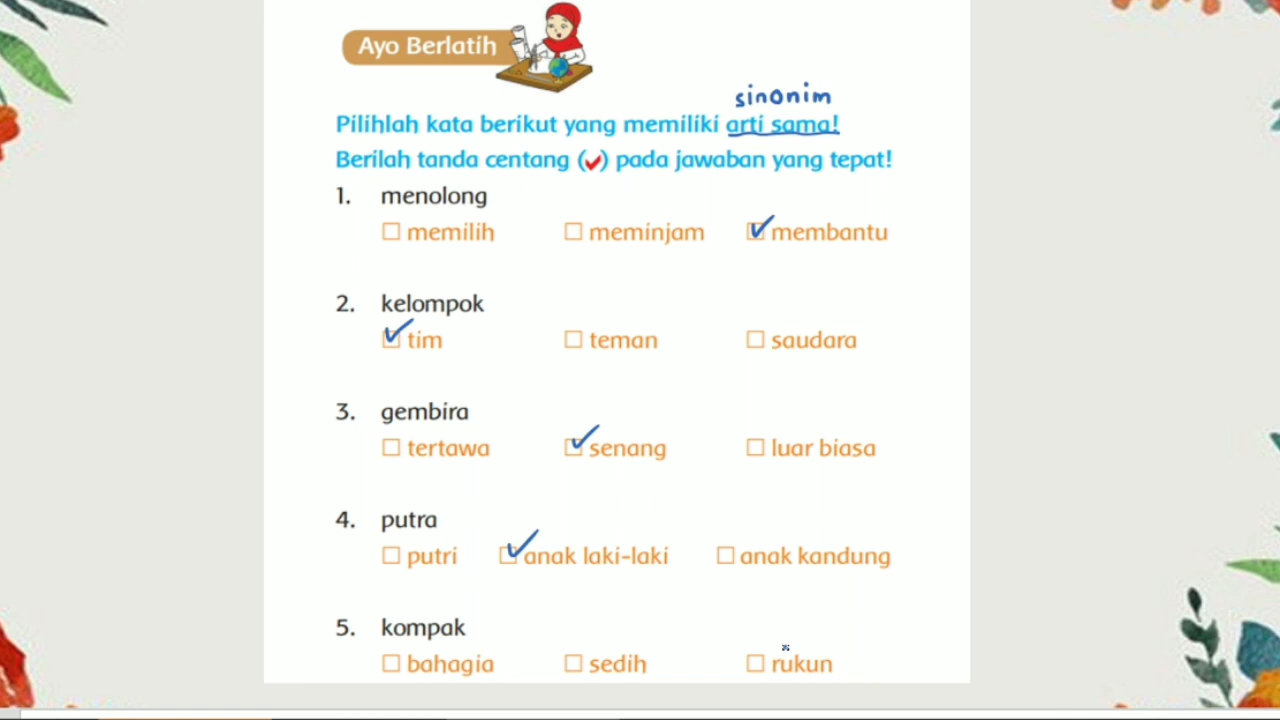 Ayo Berlatih
sinonim
Pilihlah kata berikut yang memiliki arti sama!
Berilah tanda centang (✓) pada jawaban yang tepat!
1. menolong
☐ memilih ☑ meminjam ☑ membantu
2. kelompok
☑ tim ☐ teman ☐ saudara
3. gembira
☐ tertawa ☑ senang ☐ luar biasa
4. putra
☐ putri ☑ anak laki-laki ☐ anak kandung
5. kompak
☐ bahagia ☐ sedih ☐ rukun